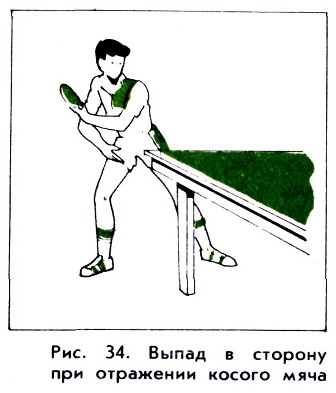 Рис. 34. Выпад в сторону
при отражении косого мяча